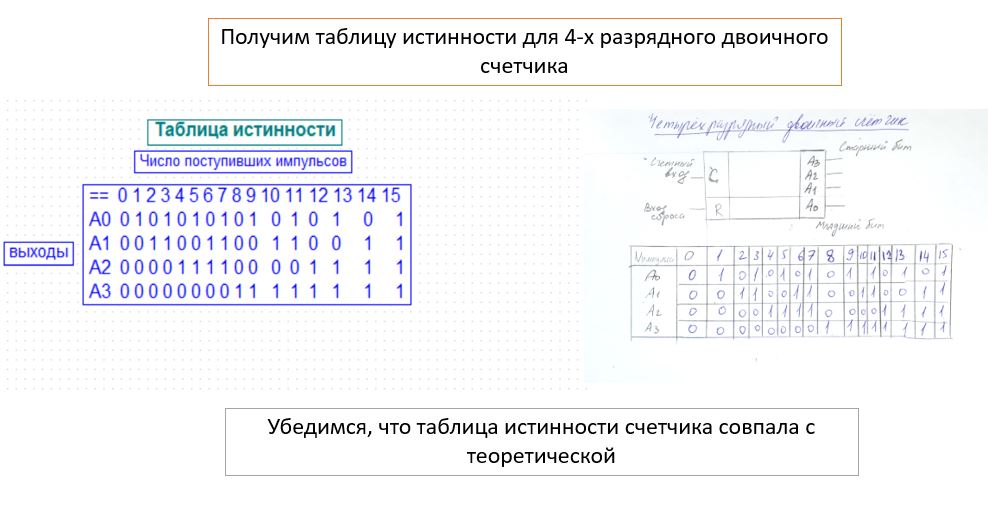 Получим таблицу истинности для 4-х разрядного двоичного
счетчика
Таблица истинности
Число поступивших импульсов
== 0 1 2 3 4 5 6 7 8 9 10 11 12 13 14 15
A0 0 1 0 1 0 1 0 1 0 1 0 1 0 1 0 1
A1 0 0 1 1 0 0 1 1 0 0 1 1 0 0 1 1
A2 0 0 0 0 1 1 1 1 0 0 0 0 1 1 1 1
A3 0 0 0 0 0 0 0 0 1 1 1 1 1 1 1 1
выходы
Четырёхразрядный двоичный счетчик
Счетный
вход
C
Вход
сброса
R
A3
A2
A1
A0
Старший бит
Младший бит
0 1 2 3 4 5 6 7 8 9 10 11 12 13 14 15
A0 0 1 0 1 0 1 0 1 0 1 1 0 1 0 1
A1 0 0 1 1 0 0 1 1 0 0 1 1 0 0 1 1
A2 0 0 0 0 1 1 1 1 0 0 0 0 1 1 1 1
A3 0 0 0 0 0 0 0 0 1 1 1 1 1 1 1 1
Убедимся, что таблица истинности счетчика совпала с
теоретической